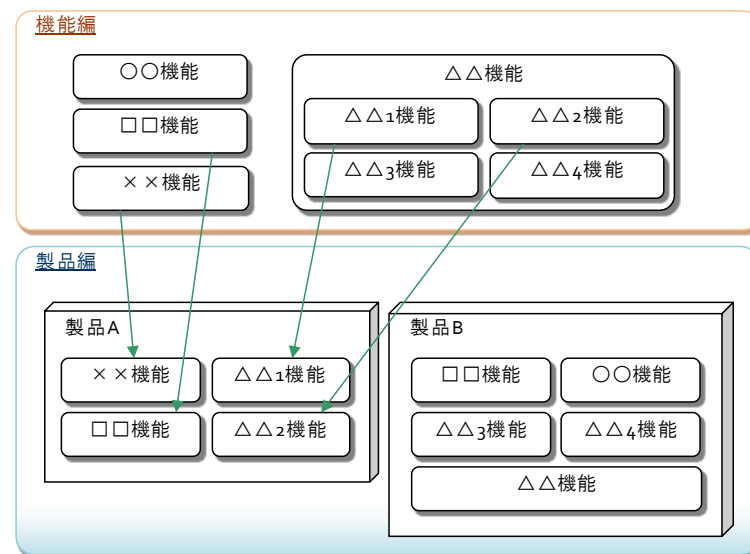 機能編
〇〇機能
□□機能
××機能
△△機能
△△1機能
△△2機能
△△3機能
△△4機能
製品編
製品A
××機能
△△1機能
□□機能
△△2機能
製品B
□□機能
〇〇機能
△△3機能
△△4機能
△△機能